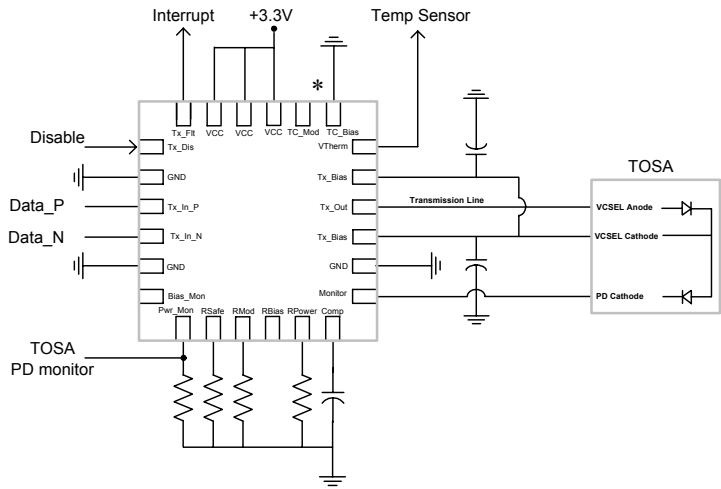 Interrupt +3.3V Temp Sensor
*
Tx_Flt VCC VCC VCC TC_Mod TC_Bias
Disable
Tx_Dis
VTherm
GND
Tx_Bias
TOSA
Data_P
Tx_In_P
Tx_Out
Transmission Line
VCSEL Anode
Data_N
Tx_In_N
Tx_Bias
VCSEL Cathode
GND
GND
Bias_Mon
Monitor
PD Cathode
Pwr_Mon RSafe RMod RBias RPower Comp
TOSA
PD monitor